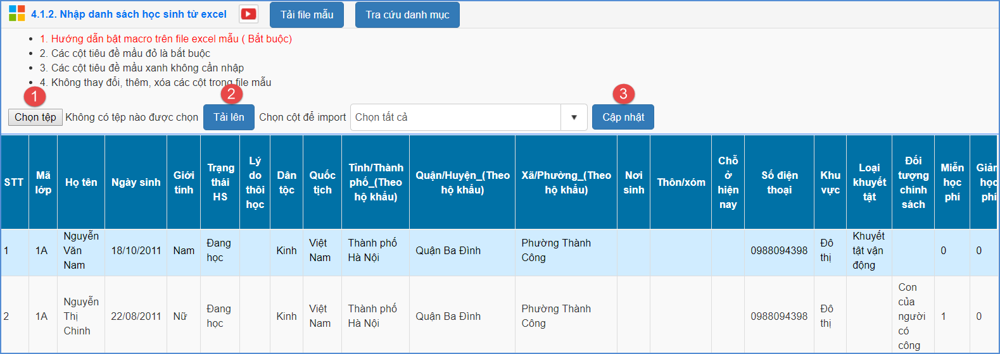 4.1.2. Nhập danh sách học sinh từ excel Tải file mẫu Tra cứu danh mục
1. Hướng dẫn bật macro trên file excel mẫu ( Bắt buộc)
2. Các cột tiêu đề mầu đỏ là bắt buộc
3. Các cột tiêu đề mầu xanh không cần nhập
4. Không thay đổi, thêm, xóa các cột trong file mẫu
1 2 3
Chọn tệp Không có tệp nào được chọn Tải lên Chọn cột để import Chọn tất cả Cập nhật
STT
Mã
lớp
Họ tên
Ngày sinh
Giới
tính
Trạng
thái
HS
Lý
do
thôi
học
Dân
tộc
Quốc
tịch
Tỉnh/Thành
phố_(Theo
hộ khẩu)
Quận/Huyện_(Theo
hộ khẩu)
Xã/Phường_(Theo
hộ khẩu)
Nơi
sinh
Thôn/xóm
Chỗ
ở
hiện
nay
Số điện
thoại
Khu
vực
Loại
khuyết
tật
Đối
tượng
chính
sách
Miễn
học
phí
Giảm
học
phí
1
1A
Nguyễn
Văn
Nam
18/10/2011
Nam
Đang
học
Kinh
Việt
Nam
Thành phố
Hà Nội
Quận Ba Đình
Phường Thành
Công
0988094398
Đô
thị
Khuyết
tật vận
động
0
0
2
1A
Nguyễn
Thị
Chinh
22/08/2011
Nữ
Đang
học
Kinh
Việt
Nam
Thành phố
Hà Nội
Quận Ba Đình
Phường Thành
Công
0988094398
Đô
thị
Con
của
người
có
công
1
0